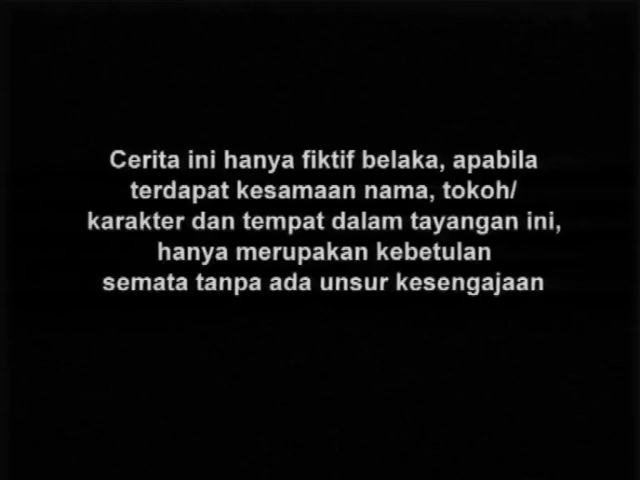 Cerita ini hanya fiktif belaka, apabila
terdapat kesamaan nama, tokoh/
karakter dan tempat dalam tayangan ini,
hanya merupakan kebetulan
semata tanpa ada unsur kesengajaan